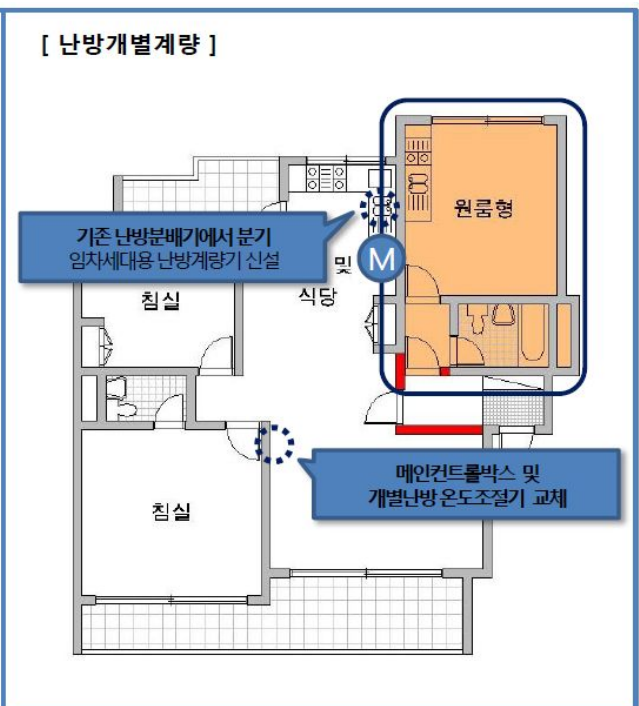 [ 난방개별계량 ]
원룸형
기존 난방분배기에서 분기
임차세대용 난방계량기 신설
및
M
침실
식당
메인컨트롤박스 및
개별난방 온도조절기 교체
침실